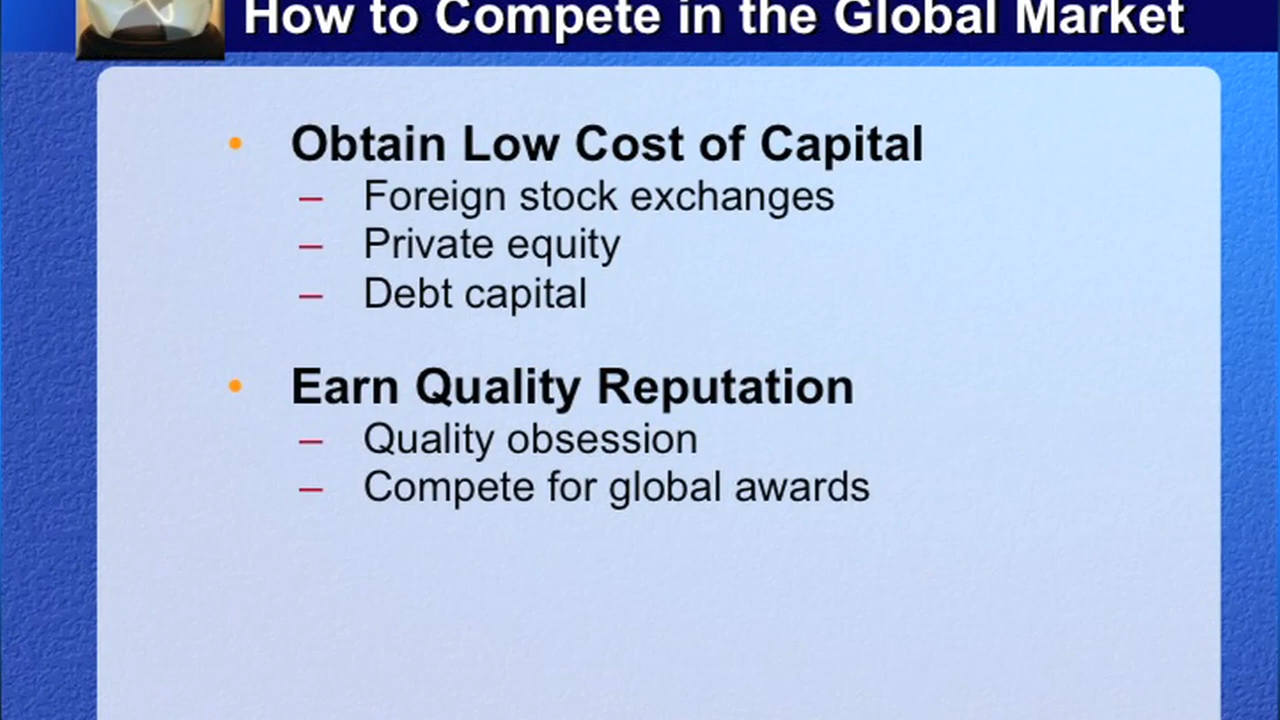 How to Compete in the Global Market
• Obtain Low Cost of Capital
– Foreign stock exchanges
– Private equity
– Debt capital
• Earn Quality Reputation
– Quality obsession
– Compete for global awards